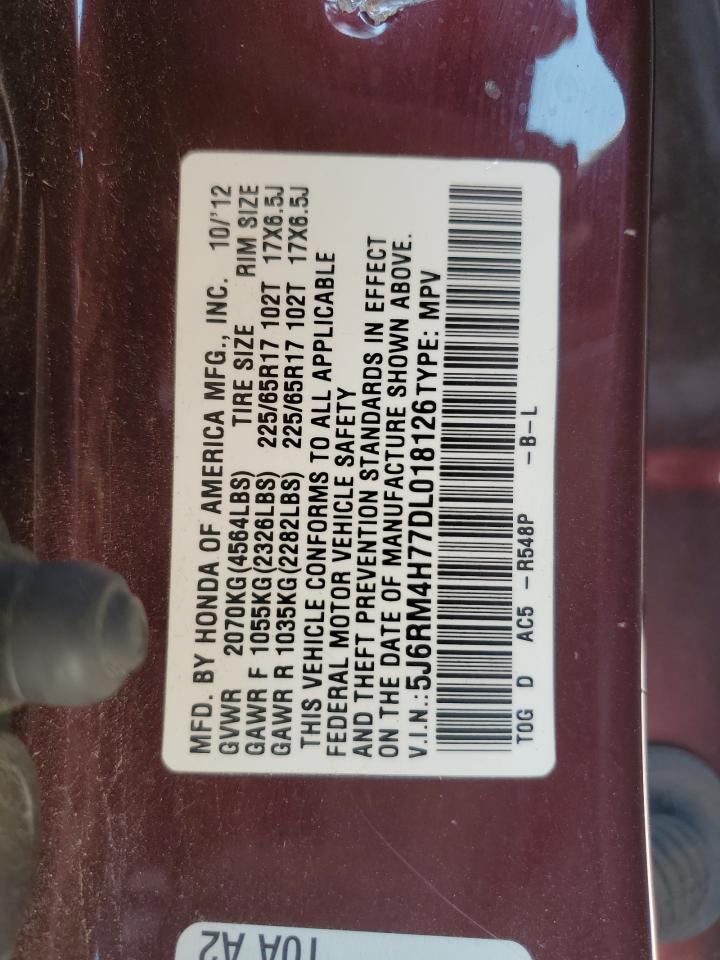 MFD. BY HONDA OF AMERICA MFG., INC. 10/'12
GVWR 2070KG(4564LBS) TIRE SIZE RIM SIZE
GAWR F 1055KG(2326LBS) 225/65R17 102T 17X6.5J
GAWR R 1035KG(2282LBS) 225/65R17 102T 17X6.5J
THIS VEHICLE CONFORMS TO ALL APPLICABLE
FEDERAL MOTOR VEHICLE SAFETY
AND THEFT PREVENTION STANDARDS IN EFFECT
ON THE DATE OF MANUFACTURE SHOWN ABOVE.
V.I.N.:5J6RM4H77DL018126 TYPE: MPV
TOG D AC5 -R548P -B-L
T0A A2